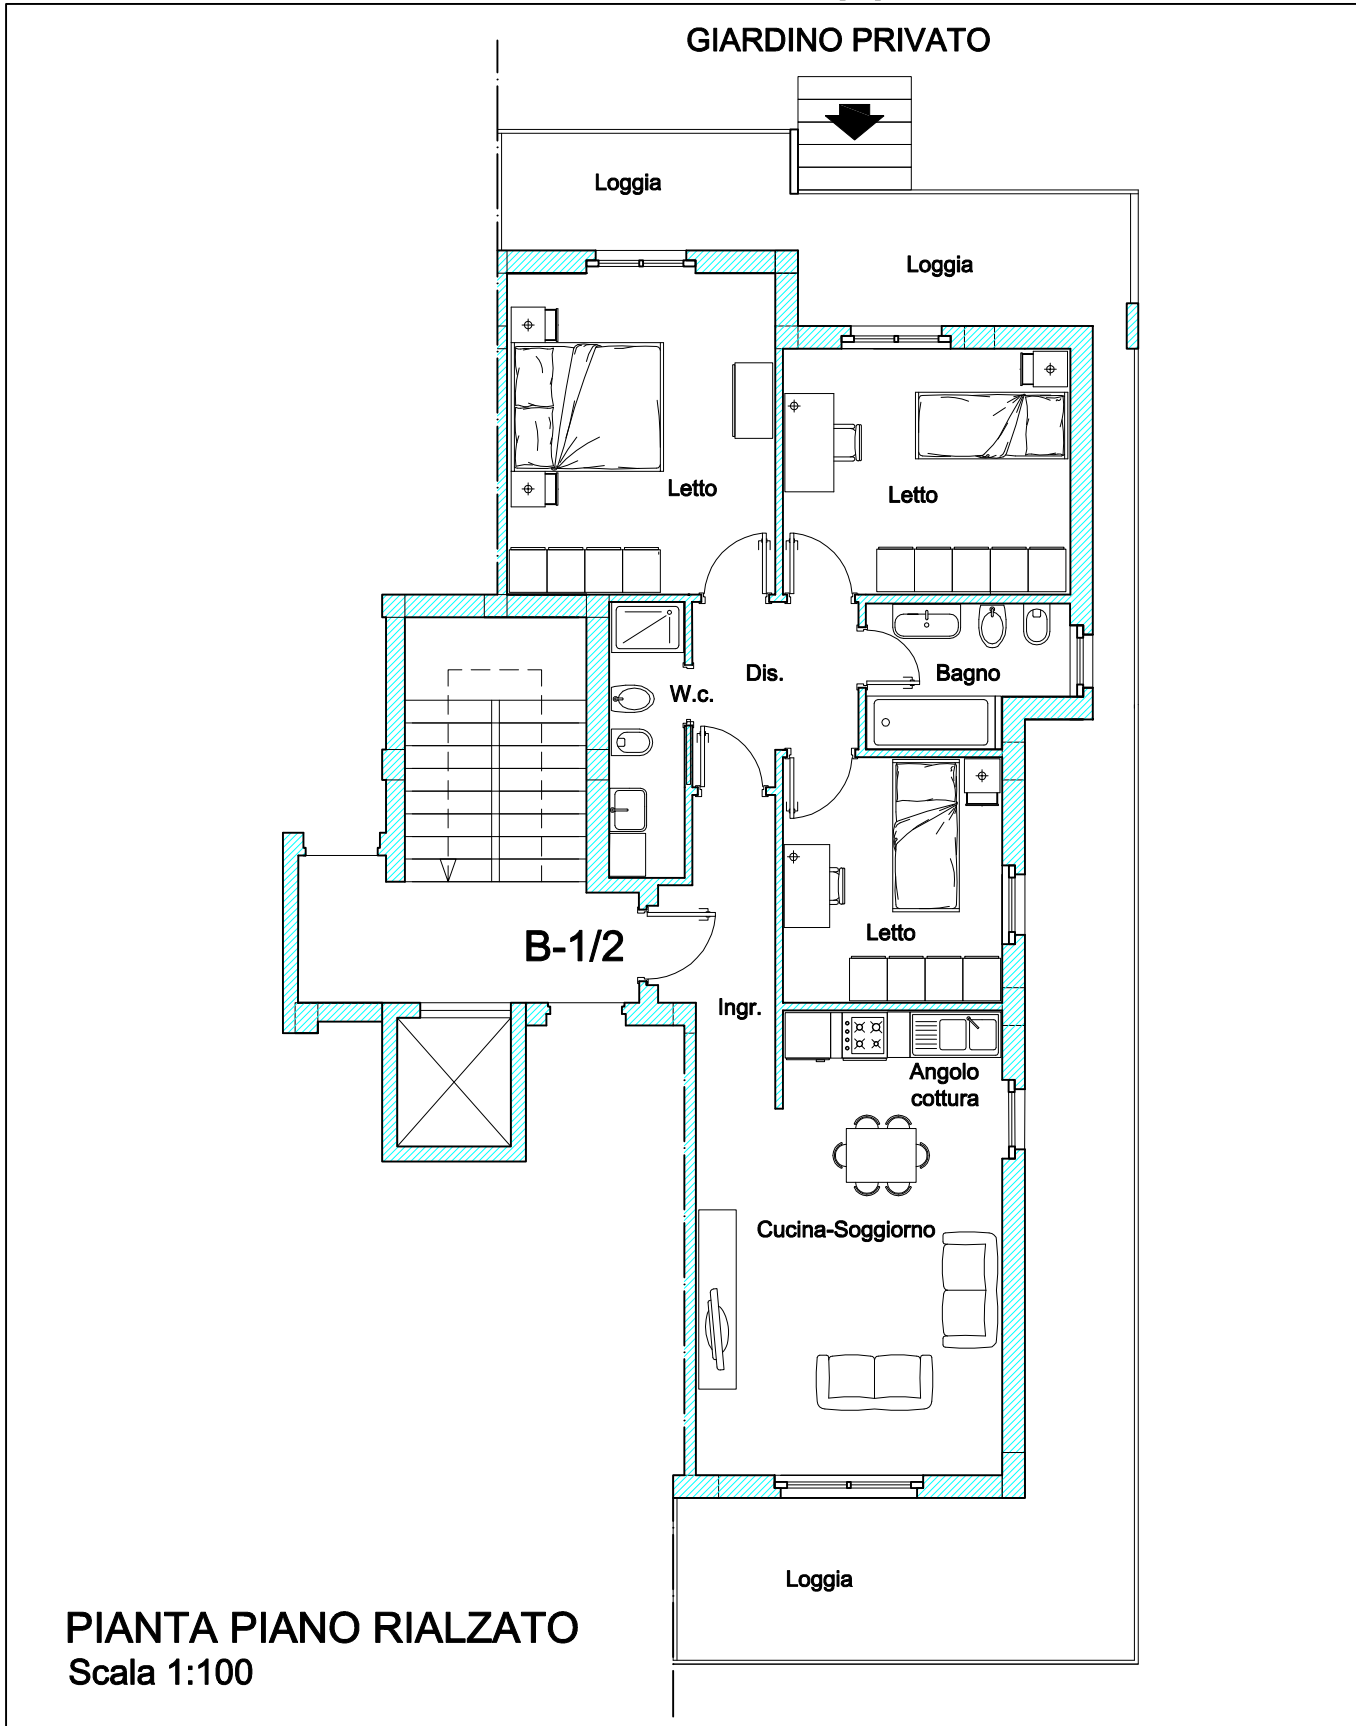 GIARDINO PRIVATO
Loggia
Loggia
Letto
Letto
Dis.
Bagno
W.c.
Letto
B-1/2
Ingr.
Angolo
cottura
Cucina-Soggiorno
Loggia
PIANTA PIANO RIALZATO
Scala 1:100